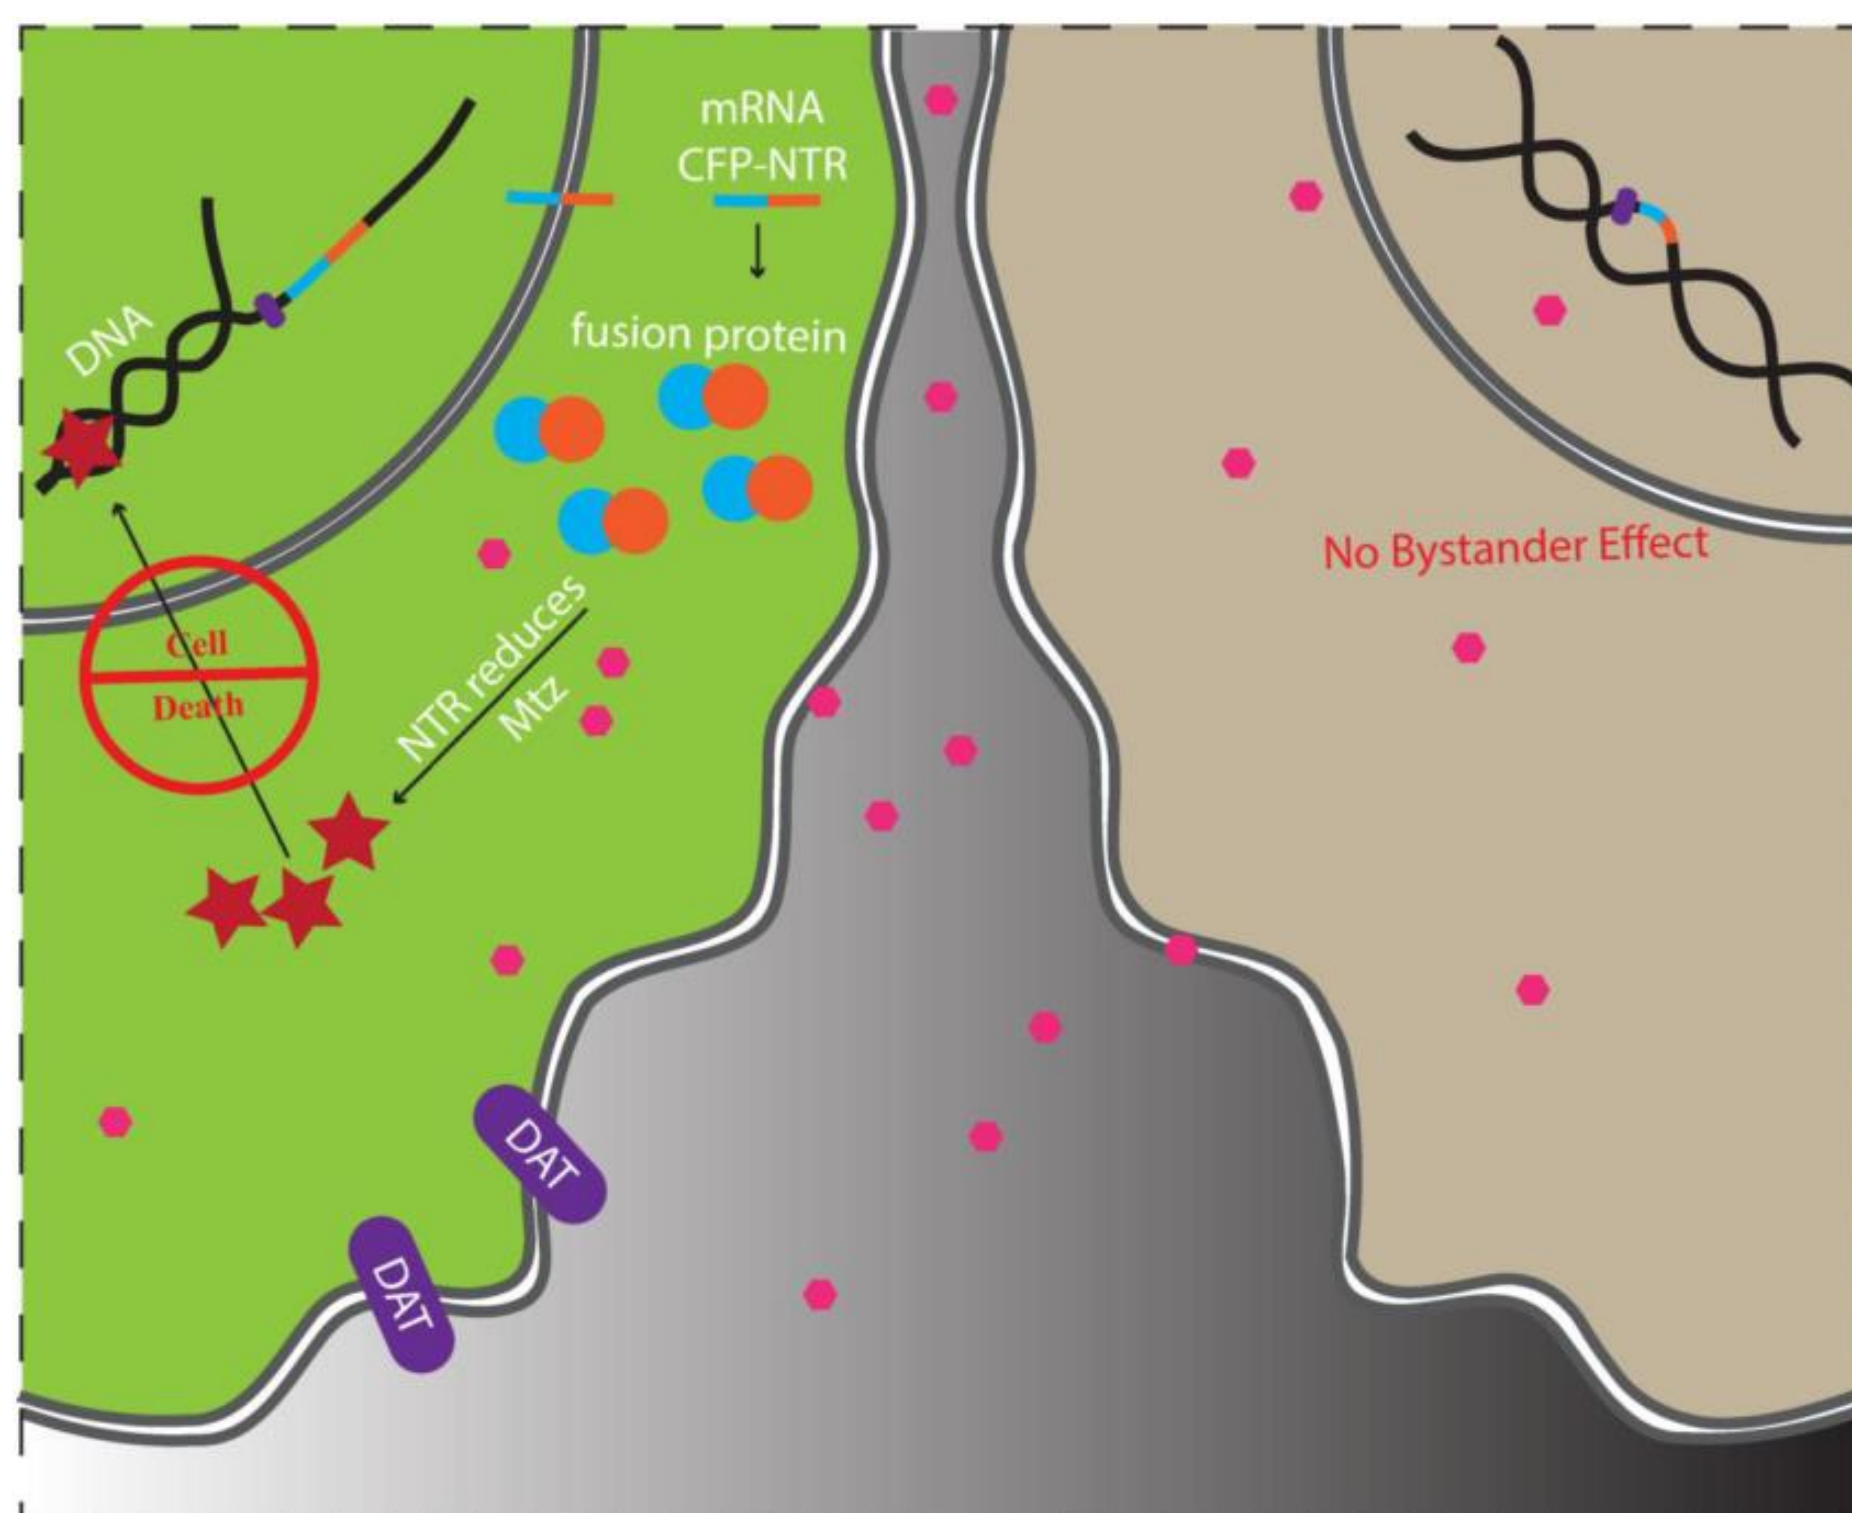 mRNA
CFP-NTR
DNA
fusion protein
No Bystander Effect
Cell
Death
NTR reduces
Mtz
DAT
DAT